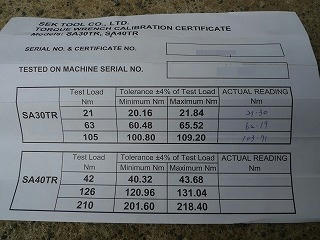 SEK TOOL CO., LTD.
TORQUE WRENCH CALIBRATION CERTIFICATE
Models: SA30TR, SA40TR
SERIAL NO. & CERTIFICATE NO.
TESTED ON MACHINE SERIAL NO.
Test Load Tolerance ±4% of Test Load ACTUAL READING
Nm Minimum Nm Maximum Nm Nm
SA30TR 21 20.16 21.84 21-30
63 60.48 65.52
105 100.80 109.20 103-91
Test Load Tolerance ±4% of Test Load ACTUAL READING
Nm Minimum Nm Maximum Nm Nm
SA40TR 42 40.32 43.68
126 120.96 131.04
210 201.60 218.40